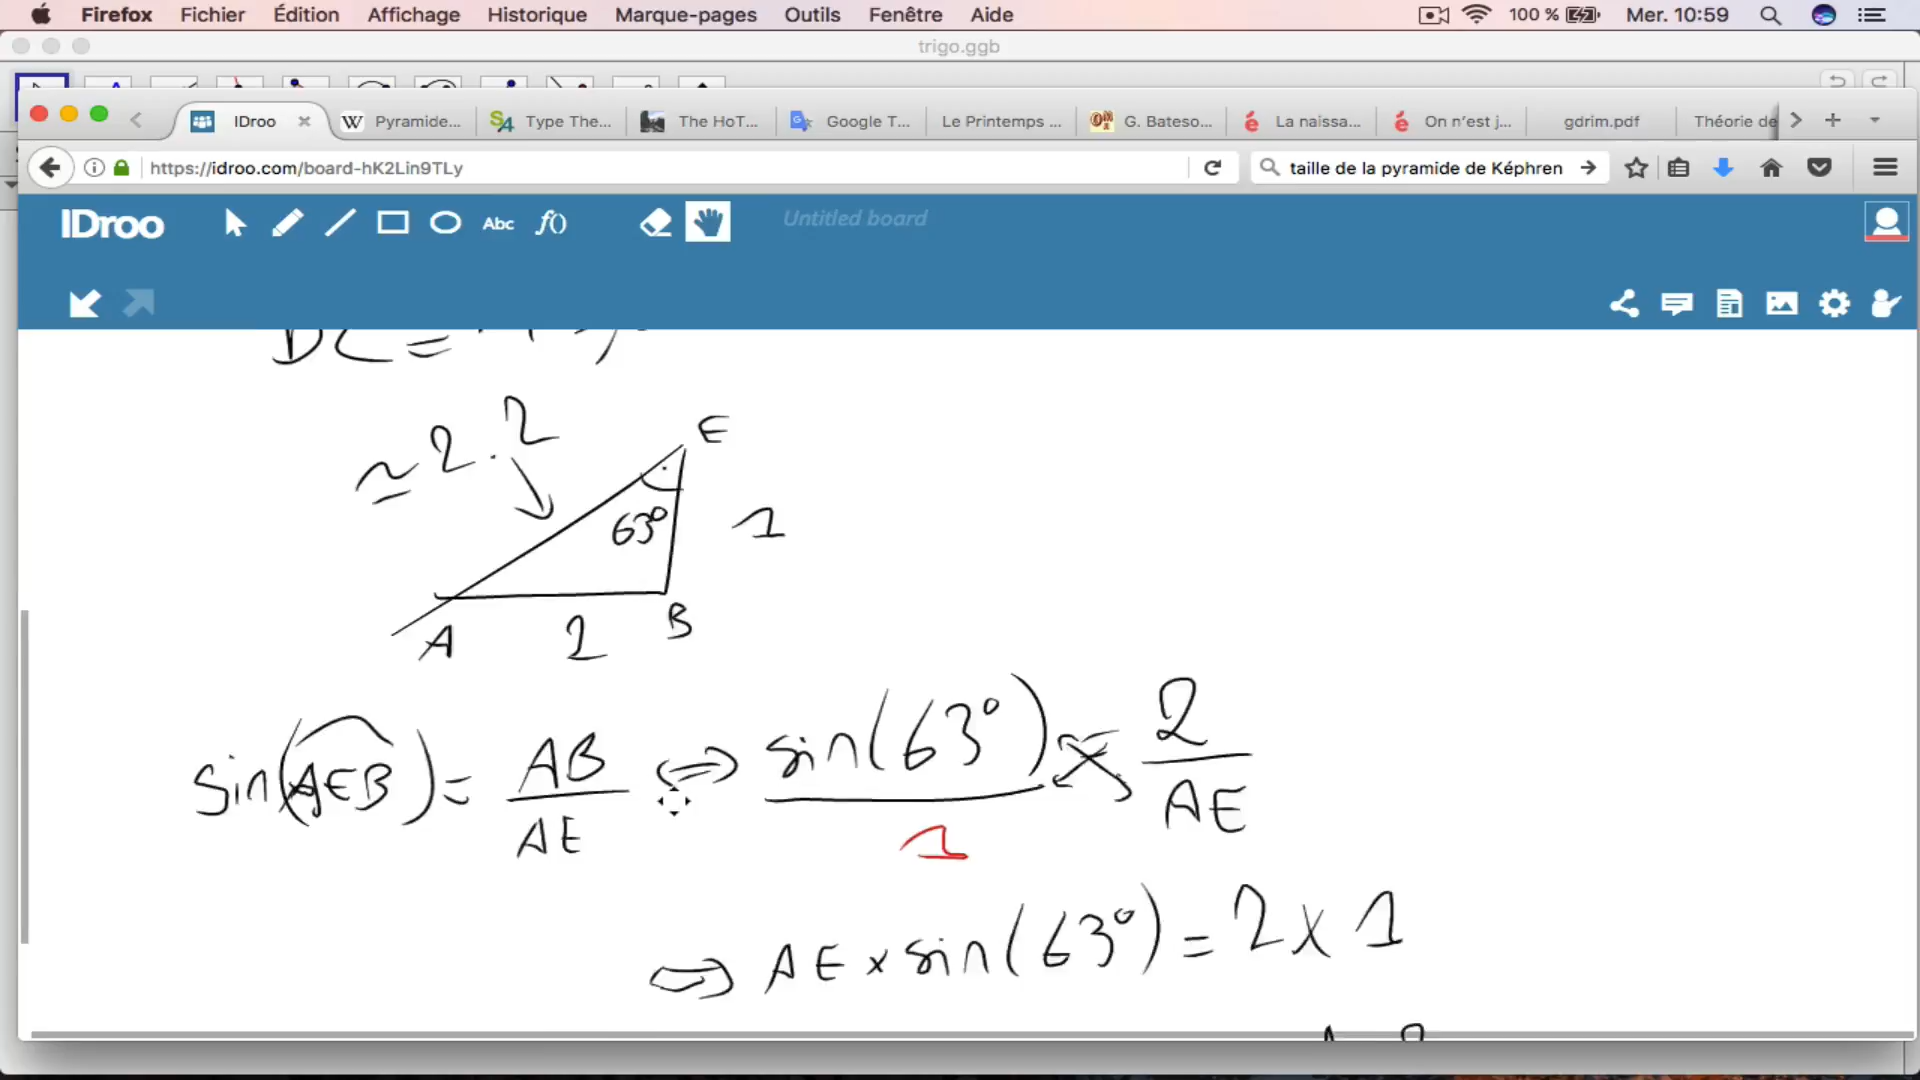 Firefox Fichier Édition Affichage Historique Marque-pages Outils Fenêtre Aide 100 % Mer. 10:59
trigo.ggb
IDroo Pyramide... Type The... The HoT... Google T... Le Printemps ... G. Bateso... La naissa... On n'est j... gdrim.pdf Théorie de
https://idroo.com/board-hK2Lin9TLy taille de la pyramide de Képhren
IDroo Abc f() Untitled board
≃ 2.2
E
63°
1
A 2 B
sin(AEB) = AB/AE ⇔ sin(63°)/1 = 2/AE
⇔ AE × sin(63°) = 2 × 1